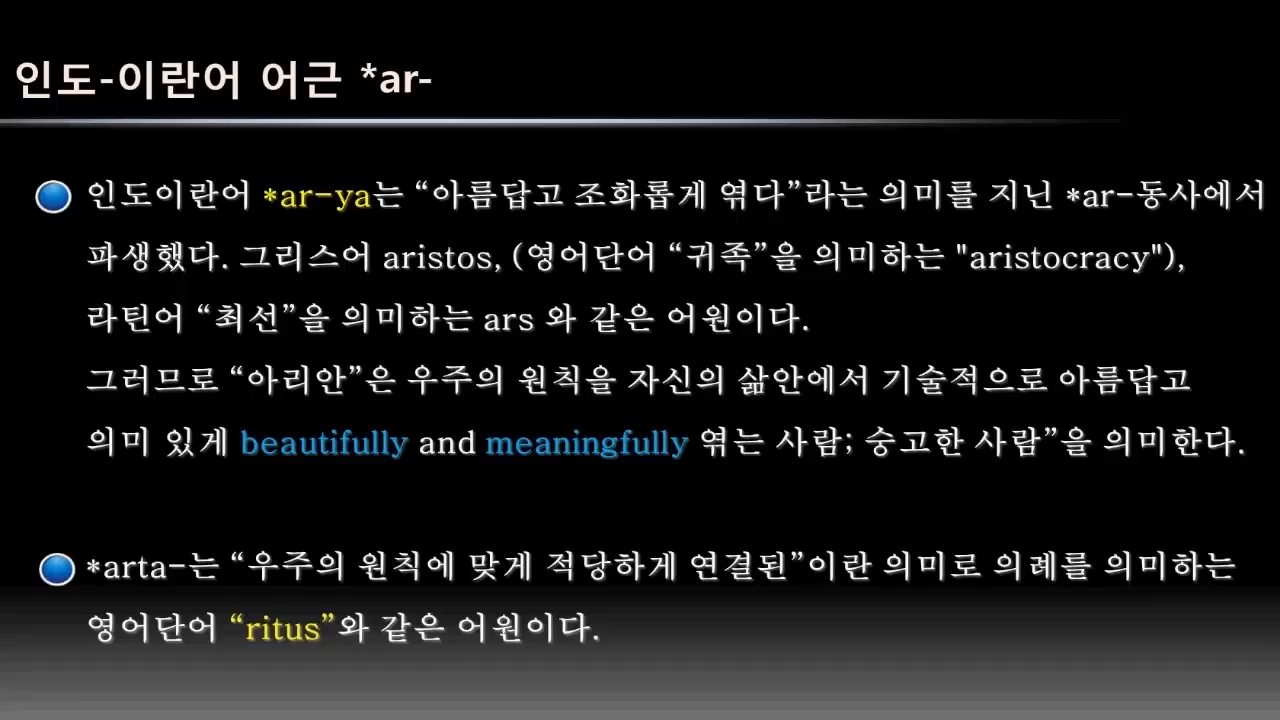 인도-이란어 어근 *ar-
인도이란어 *ar-ya는 “아름답고 조화롭게 엮다”라는 의미를 지닌 *ar-동사에서
파생했다. 그리스어 aristos, (영어단어 “귀족”을 의미하는 "aristocracy"),
라틴어 “최선”을 의미하는 ars 와 같은 어원이다.
그러므로 “아리안”은 우주의 원칙을 자신의 삶안에서 기술적으로 아름답고
의미 있게 beautifully and meaningfully 엮는 사람; 숭고한 사람”을 의미한다.
*arta-는 “우주의 원칙에 맞게 적당하게 연결된”이란 의미로 의례를 의미하는
영어단어 “ritus”와 같은 어원이다.